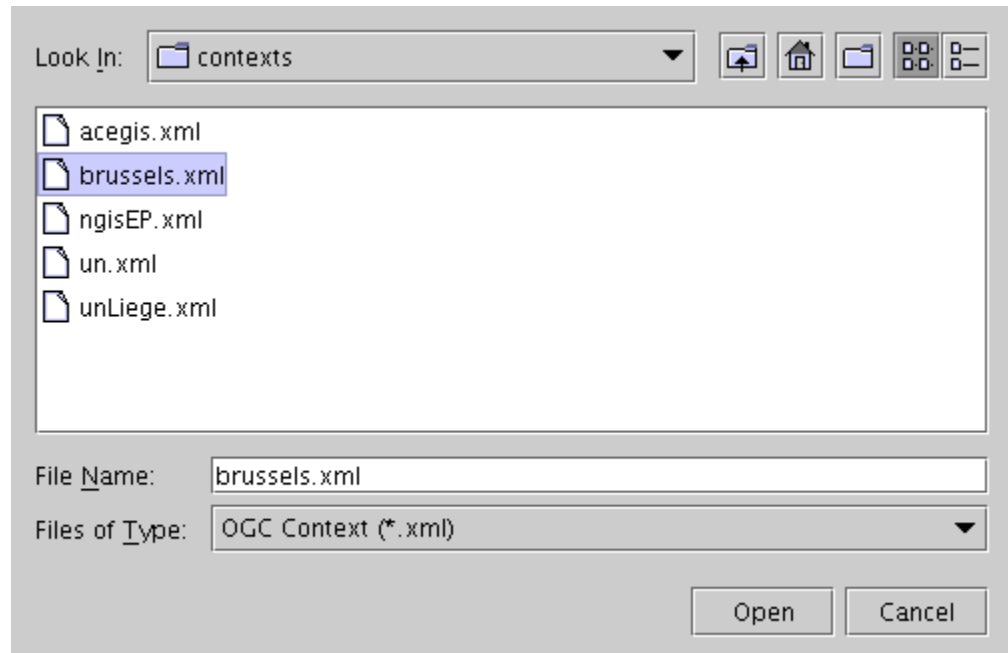 Look In: contexts
acegis.xml
brussels.xml
ngisEP.xml
un.xml
unLiege.xml
File Name: brussels.xml
Files of Type: OGC Context (*.xml)
Open Cancel